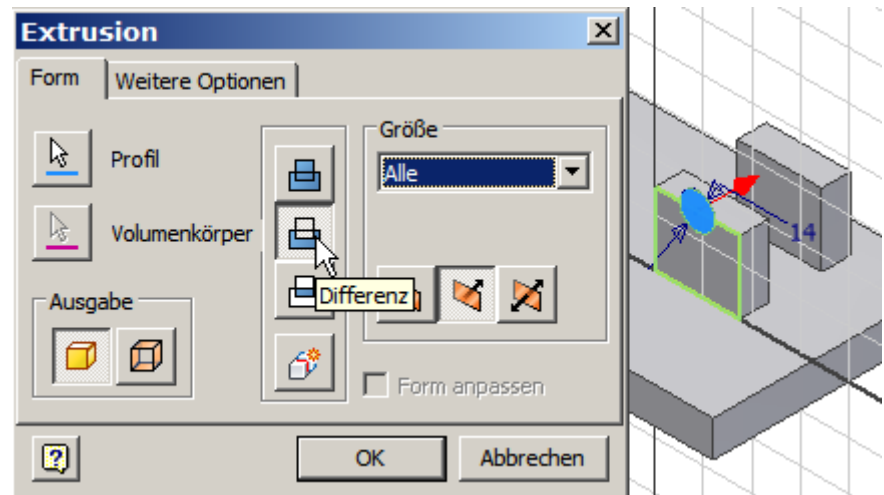 Extrusion
Form
Weitere Optionen
Profil
Volumenkörper
Ausgabe
Größe
Alle
Differenz
Form anpassen
OK
Abbrechen
14